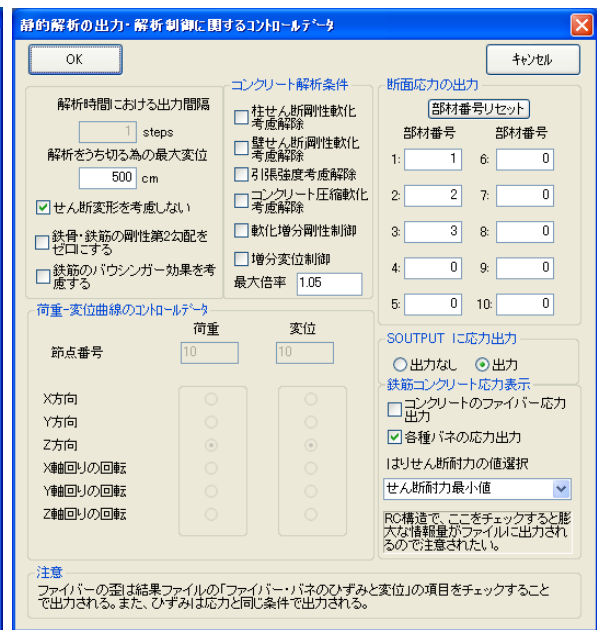 静的解析の出力・解析制御に関するｺﾝﾄﾛｰﾙﾃﾞｰﾀ
OK
ｷｬﾝｾﾙ
解析時間における出力間隔
1 steps
解析をうち切る為の最大変位
500 cm
せん断変形を考慮しない
鉄骨・鉄筋の剛性第2勾配を
ゼロにする
鉄筋のバウシンガー効果を考
慮する
コンクリート解析条件
柱せん断剛性軟化
考慮解除
壁せん断剛性軟化
考慮解除
引張強度考慮解除
コンクリート圧縮軟化
考慮解除
軟化増分剛性制御
増分変位制御
最大倍率 1.05
断面応力の出力
部材番号リセット
部材番号 部材番号
1: 1 6: 0
2: 2 7: 0
3: 3 8: 0
4: 0 9: 0
5: 0 10: 0
荷重-変位曲線のｺﾝﾄﾛｰﾙﾃﾞｰﾀ
荷重 変位
節点番号 10 10
X方向
Y方向
Z方向
X軸回りの回転
Y軸回りの回転
Z軸回りの回転
SOUTPUT に応力出力
出力なし 出力
鉄筋コンクリート応力表示
コンクリートのファイバー応力
出力
各種バネの応力出力
はりせん断耐力の値選択
せん断耐力最小値
RC構造で、ここをチェックすると膨
大な情報量がファイルに出力され
るので注意されたい。
注意
ファイバーの歪は結果ファイルの「ファイバー・バネのひずみと変位」の項目をチェックすること
で出力される。また、ひずみは応力と同じ条件で出力される。